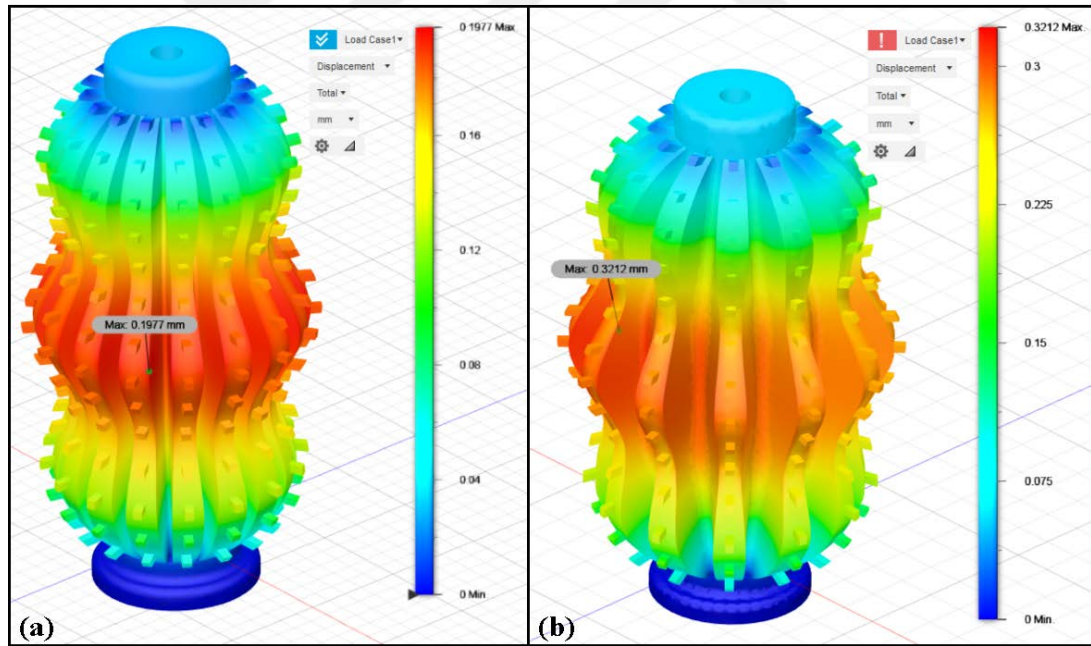 0.1977 Max.
Load Case1
Displacement
Total
mm
0.16
0.12
Max: 0.1977 mm
0.08
0.04
0 Min
(a)
0.3212 Max.
Load Case1
0.3
Displacement
Total
mm
0.225
Max: 0.3212 mm
0.15
0.075
0 Min.
(b)